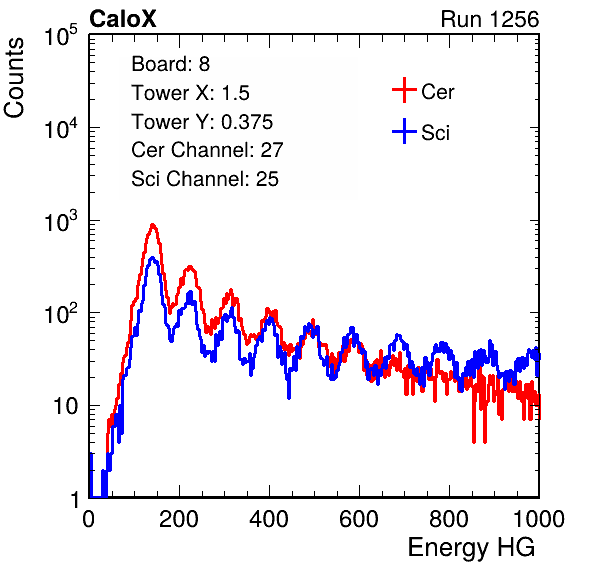 CaloX Run 1256
Board: 8
Tower X: 1.5
Tower Y: 0.375
Cer Channel: 27
Sci Channel: 25
Cer
Sci
Counts
10^5
10^4
10^3
10^2
10
1
0 200 400 600 800 1000
Energy HG